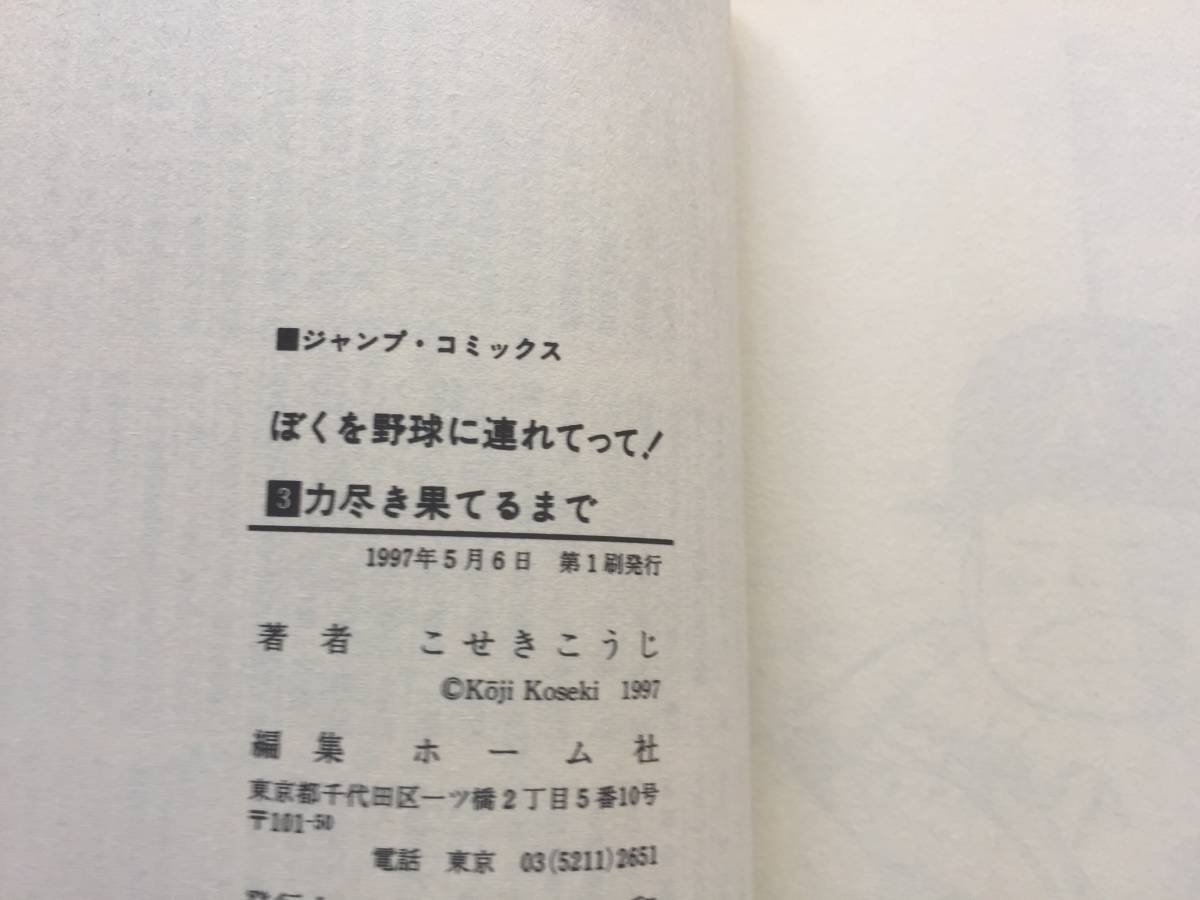 ■ジャンプ・コミックス
ぼくを野球に連れてって！
3力尽き果てるまで
1997年5月6日 第1刷発行
著者 こせきこうじ
©Kōji Koseki 1997
編集 ホーム社
東京都千代田区一ツ橋2丁目5番10号
〒101-50
電話 東京 03(5211)2651